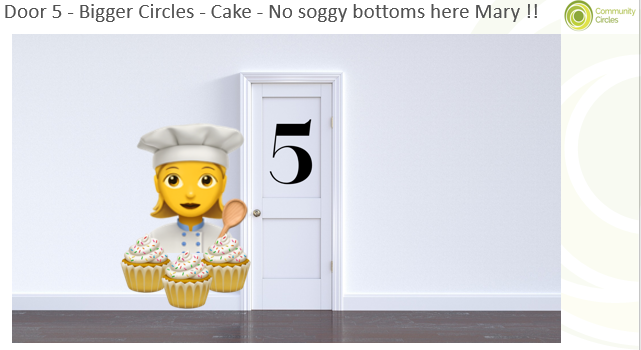 Door 5 - Bigger Circles - Cake - No soggy bottoms here Mary !!
Community
Circles
5